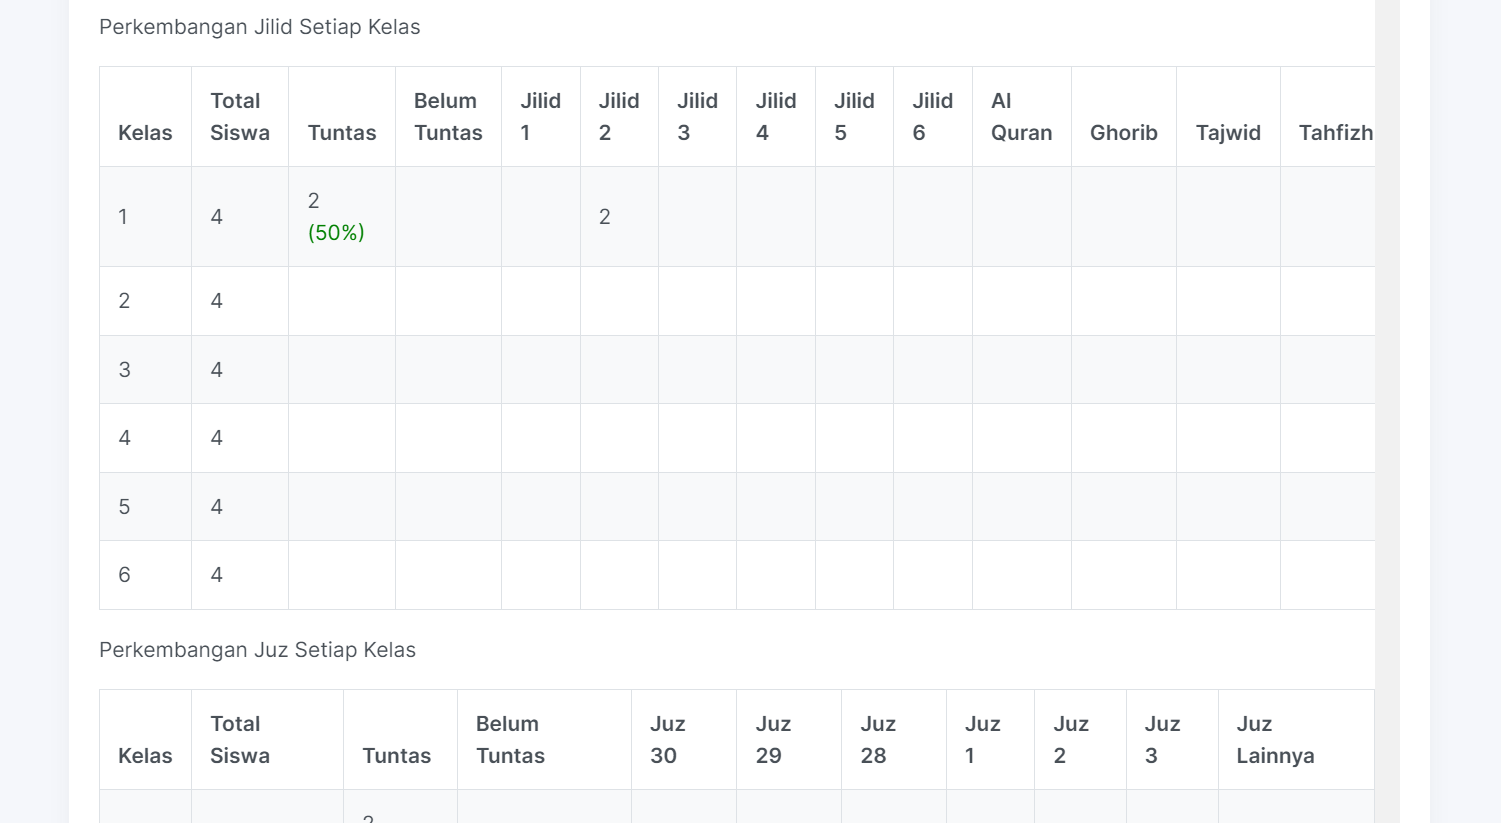 Perkembangan Jilid Setiap Kelas
Kelas Total Siswa Tuntas Belum Tuntas Jilid 1 Jilid 2 Jilid 3 Jilid 4 Jilid 5 Jilid 6 Al Quran Ghorib Tajwid Tahfizh
1 4 2 (50%) 2
2 4
3 4
4 4
5 4
6 4
Perkembangan Juz Setiap Kelas
Kelas Total Siswa Tuntas Belum Tuntas Juz 30 Juz 29 Juz 28 Juz 1 Juz 2 Juz 3 Juz Lainnya